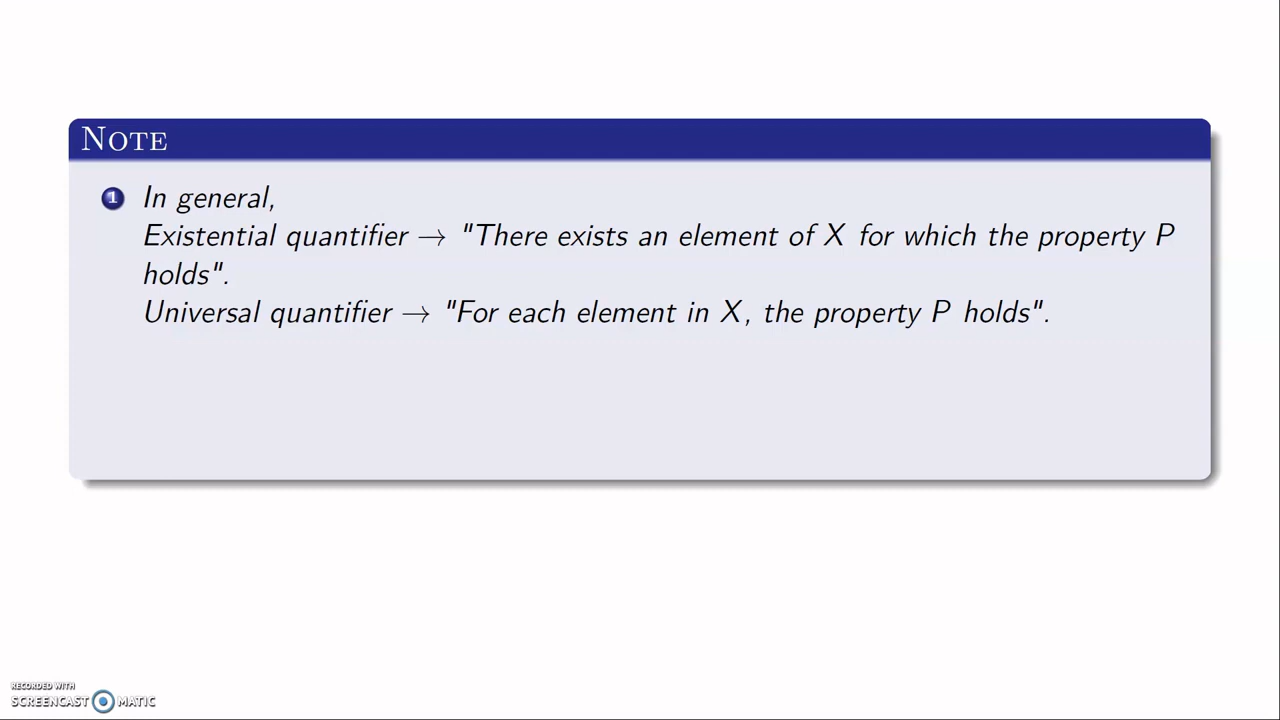 NOTE
1 In general,
Existential quantifier → "There exists an element of X for which the property P
holds".
Universal quantifier → "For each element in X, the property P holds".
RECORDED WITH
SCREENCAST MATIC